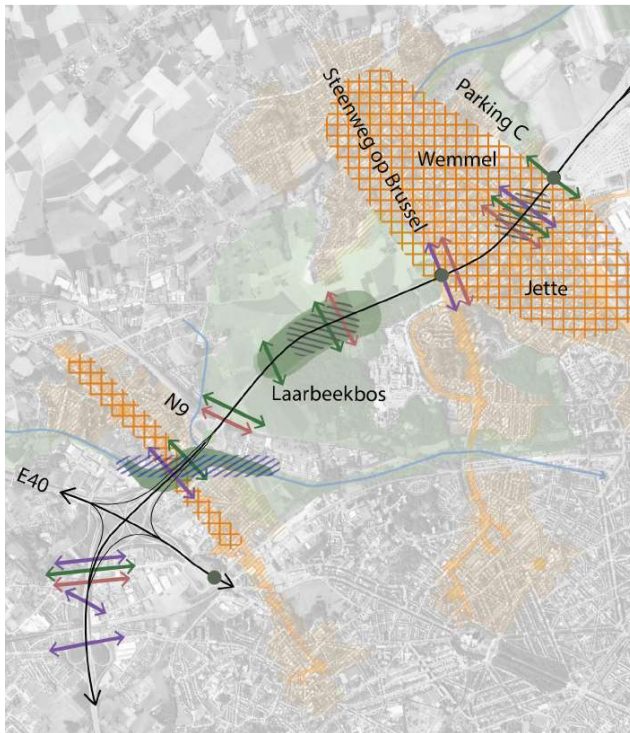 Parking C
Steenweg op Brussel
Wemmel
Jette
Laarbeekbos
N9
E40